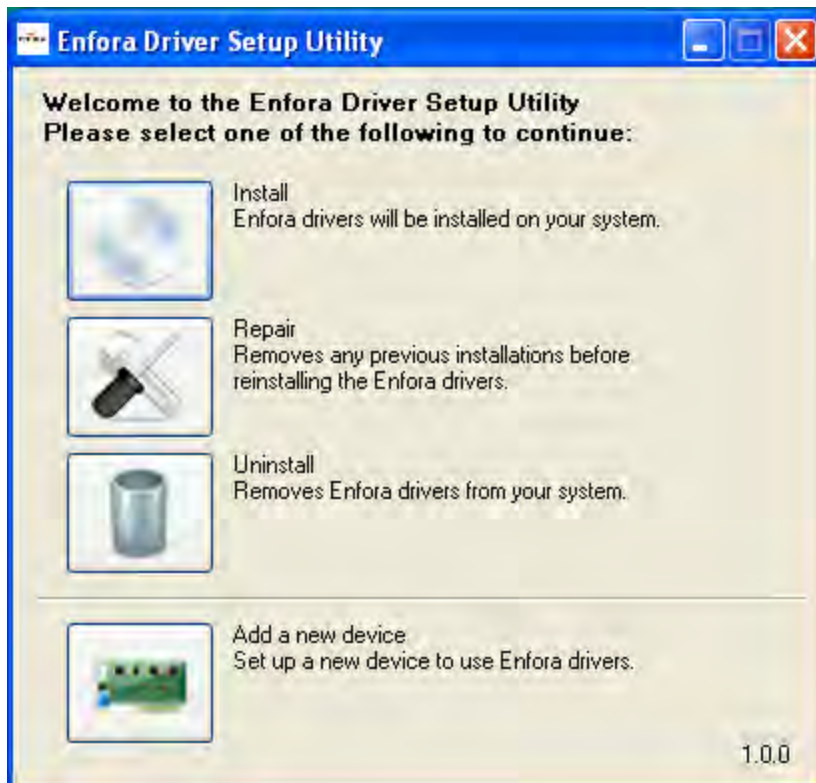 Enfora Driver Setup Utility
Welcome to the Enfora Driver Setup Utility
Please select one of the following to continue:
Install
Enfora drivers will be installed on your system.
Repair
Removes any previous installations before
reinstalling the Enfora drivers.
Uninstall
Removes Enfora drivers from your system.
Add a new device
Set up a new device to use Enfora drivers.
1.0.0